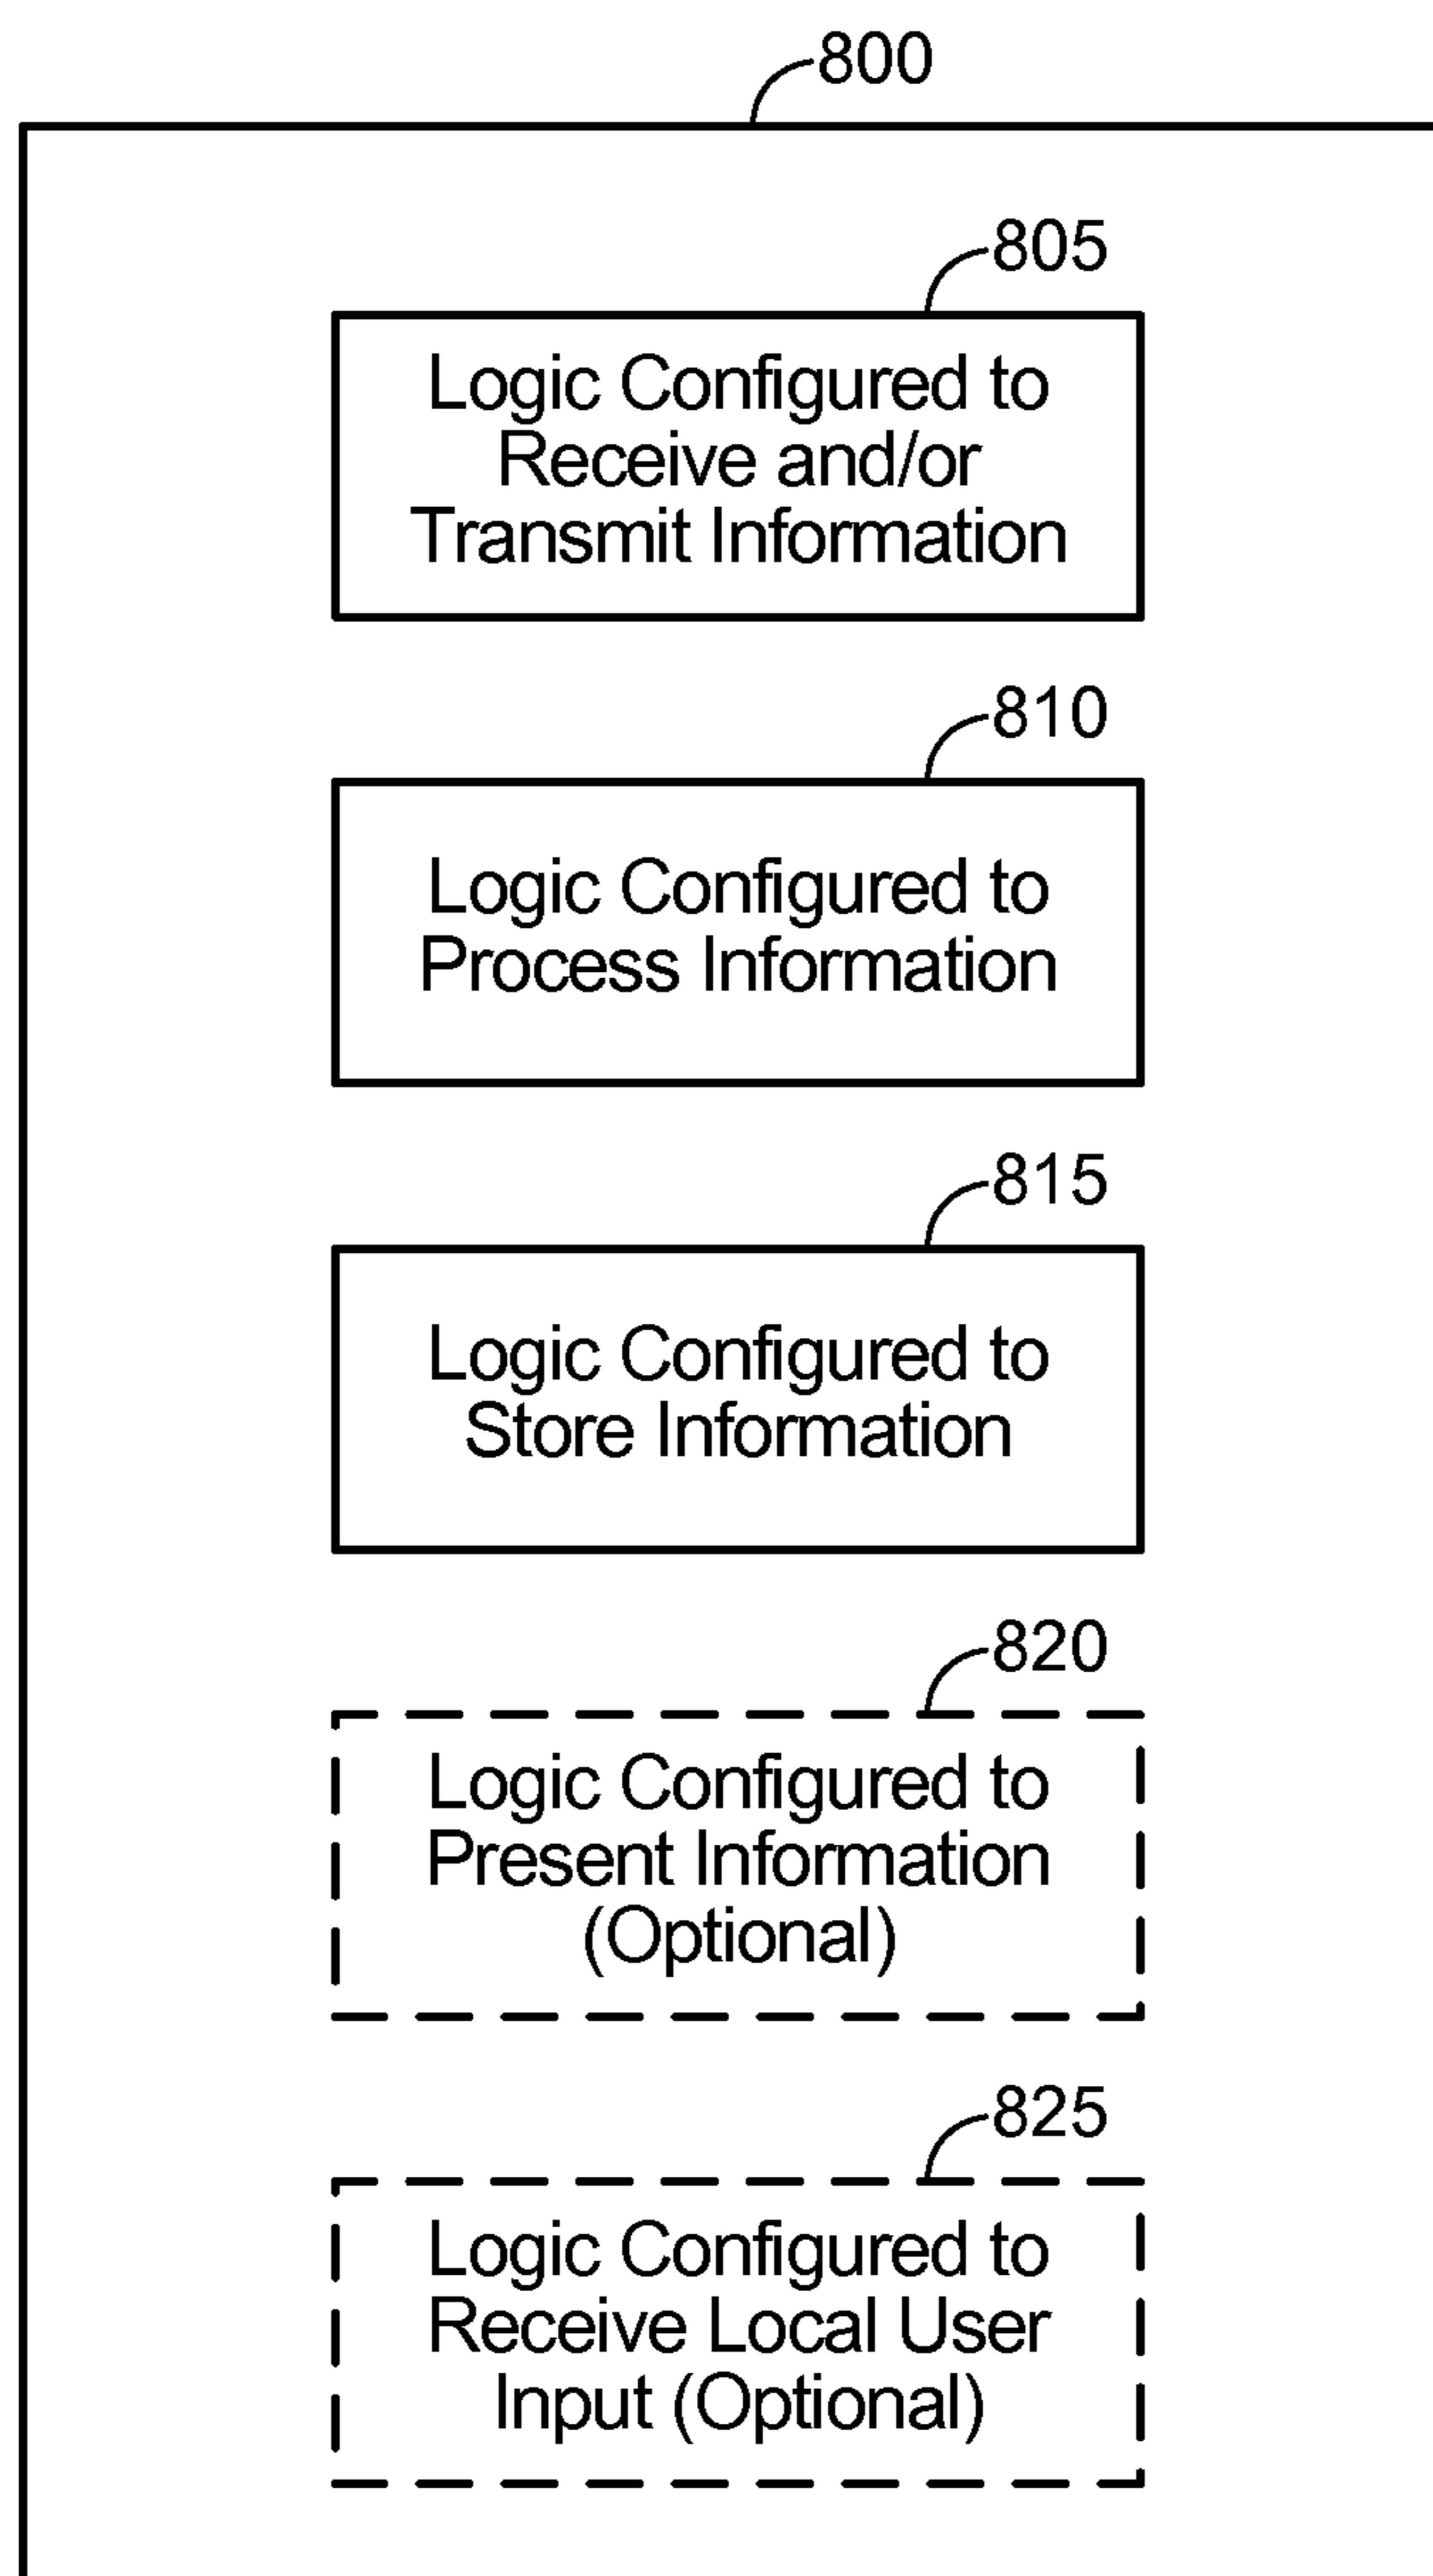 800
805
Logic Configured to
Receive and/or
Transmit Information
810
Logic Configured to
Process Information
815
Logic Configured to
Store Information
820
Logic Configured to
Present Information
(Optional)
825
Logic Configured to
Receive Local User
Input (Optional)